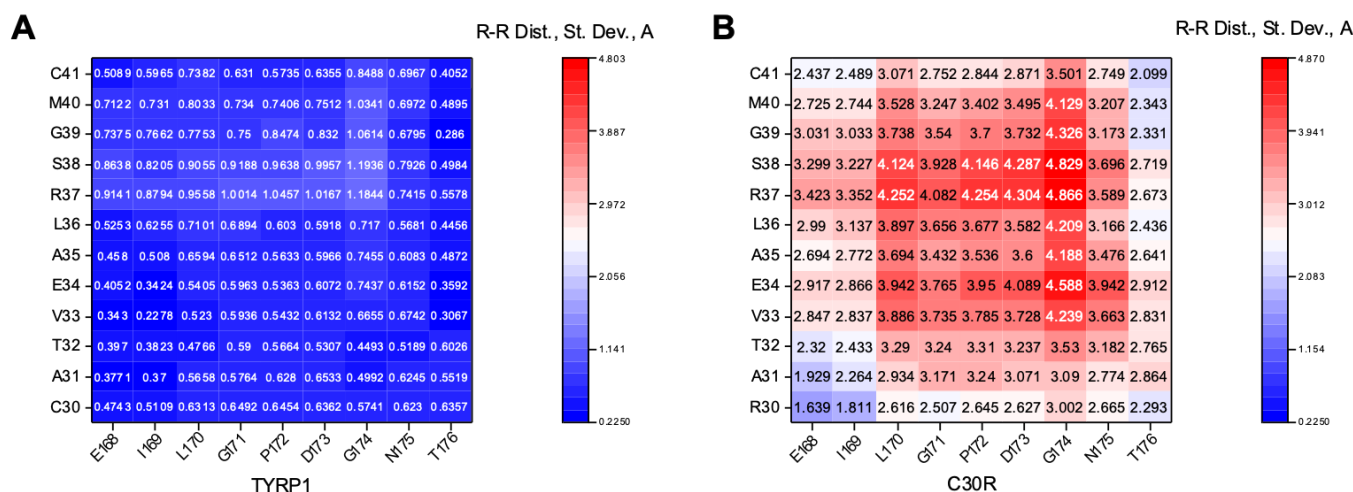 A
R-R Dist., St. Dev., A
C41 0.5089 0.5965 0.7382 0.631 0.5735 0.6355 0.8488 0.6967 0.4052
M40 0.7122 0.731 0.8033 0.734 0.7406 0.7512 1.0341 0.6972 0.4895
G39 0.7375 0.7662 0.7753 0.75 0.8474 0.832 1.0614 0.6795 0.286
S38 0.8638 0.8205 0.9055 0.9188 0.9638 0.9957 1.1936 0.7926 0.4984
R37 0.9141 0.8794 0.9558 1.0014 1.0457 1.0167 1.1844 0.7415 0.5578
L36 0.5253 0.6255 0.7101 0.6894 0.603 0.5918 0.717 0.5681 0.4456
A35 0.458 0.508 0.6594 0.6512 0.5633 0.5966 0.7455 0.6083 0.4872
E34 0.4052 0.3424 0.5405 0.5963 0.5363 0.6072 0.7437 0.6152 0.3592
V33 0.343 0.2278 0.523 0.5936 0.5432 0.6132 0.6655 0.6742 0.3067
T32 0.397 0.3823 0.4766 0.59 0.5664 0.5307 0.4493 0.5189 0.6026
A31 0.3771 0.37 0.5658 0.5764 0.628 0.6533 0.4992 0.6245 0.5519
C30 0.4743 0.5109 0.6313 0.6492 0.6454 0.6362 0.5741 0.623 0.6357
E168 I169 L170 G171 P172 D173 G174 N175 T176
TYRP1
4.803
3.887
2.972
2.056
1.141
0.2250
B
R-R Dist., St. Dev., A
C41 2.437 2.489 3.071 2.752 2.844 2.871 3.501 2.749 2.099
M40 2.725 2.744 3.528 3.247 3.402 3.495 4.129 3.207 2.343
G39 3.031 3.033 3.738 3.54 3.7 3.732 4.326 3.173 2.331
S38 3.299 3.227 4.124 3.928 4.146 4.287 4.829 3.696 2.719
R37 3.423 3.352 4.252 4.082 4.254 4.304 4.866 3.589 2.673
L36 2.99 3.137 3.897 3.656 3.677 3.582 4.209 3.166 2.436
A35 2.694 2.772 3.694 3.432 3.536 3.6 4.188 3.476 2.641
E34 2.917 2.866 3.942 3.765 3.95 4.089 4.588 3.942 2.912
V33 2.847 2.837 3.886 3.735 3.785 3.728 4.239 3.663 2.831
T32 2.32 2.433 3.29 3.24 3.31 3.237 3.53 3.182 2.765
A31 1.929 2.264 2.934 3.171 3.24 3.071 3.09 2.774 2.864
R30 1.639 1.811 2.616 2.507 2.645 2.627 3.002 2.665 2.293
E168 I169 L170 G171 P172 D173 G174 N175 T176
C30R
4.870
3.941
3.012
2.083
1.154
0.2250